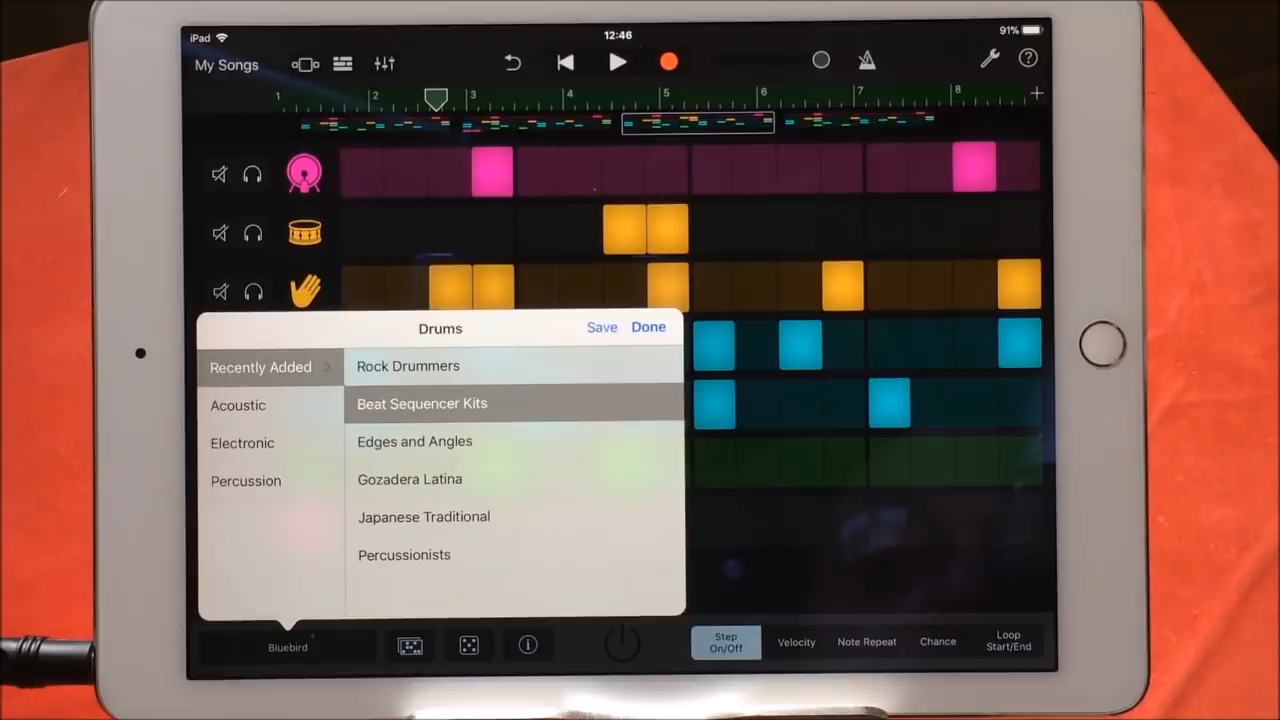 iPad
12:46
91%
My Songs
1 2 3 4 5 6 7 8
Drums
Save Done
Recently Added
Acoustic
Electronic
Percussion
Rock Drummers
Beat Sequencer Kits
Edges and Angles
Gozadera Latina
Japanese Traditional
Percussionists
Bluebird
Step
On/Off
Velocity
Note Repeat
Chance
Loop
Start/End